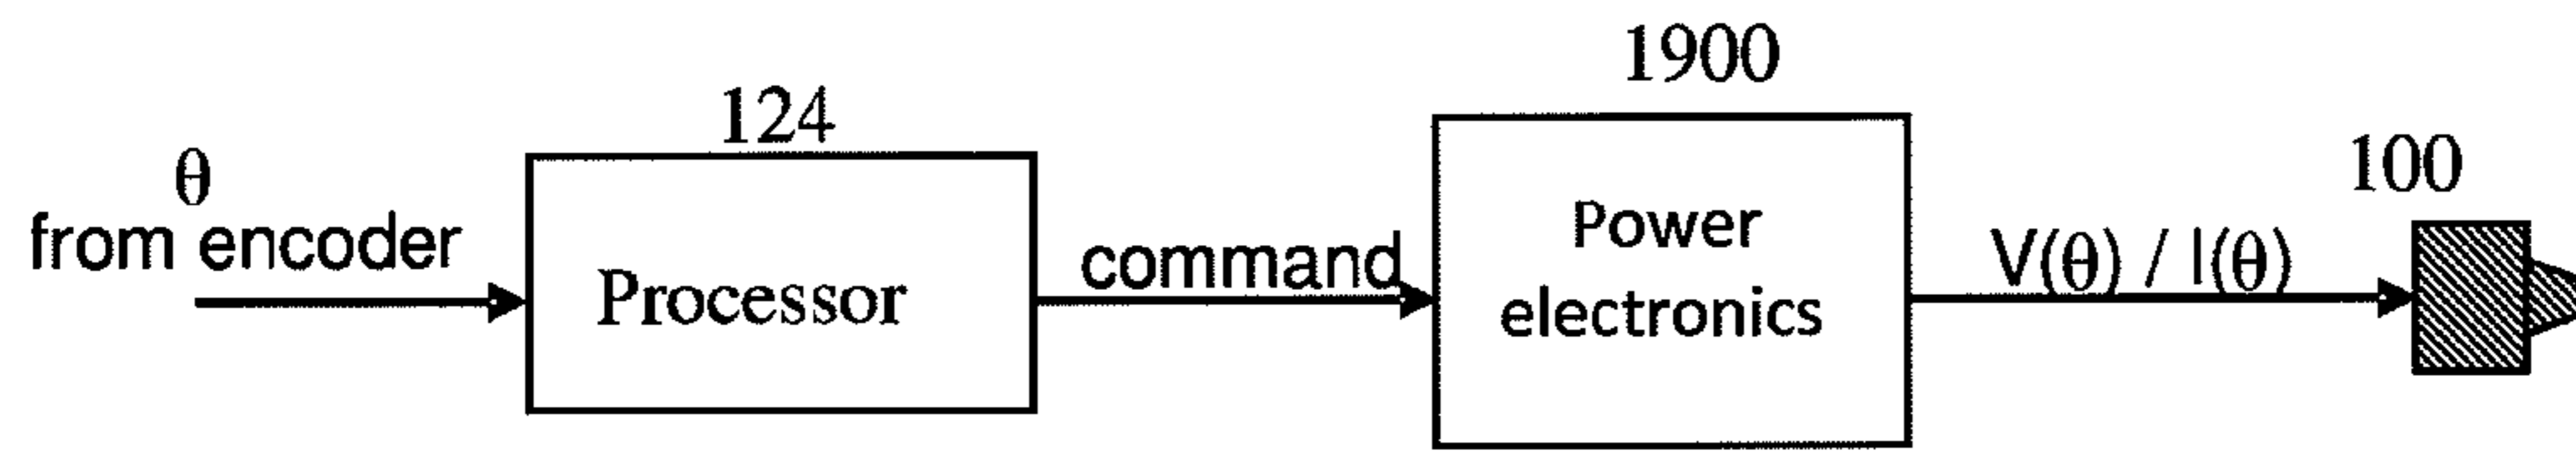 1900
124
100
θ
from encoder
Processor
command
Power
electronics
V(θ) / I(θ)